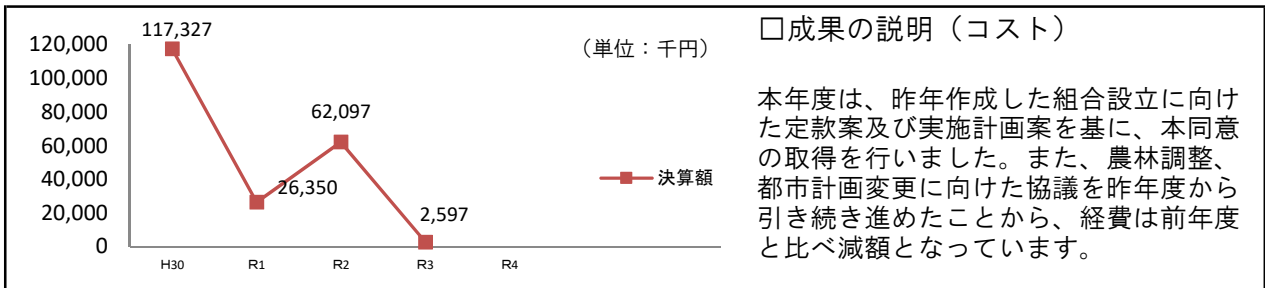 117,327
120,000
100,000
80,000
60,000
40,000
20,000
0
(単位：千円)
62,097
26,350
2,597
決算額
H30
R1
R2
R3
R4
□成果の説明（コスト）
本年度は、昨年作成した組合設立に向け
た定款案及び実施計画案を基に、本同意
の取得を行いました。また、農林調整、
都市計画変更に向けた協議を昨年度から
引き続き進めたことから、経費は前年度
と比べ減額となっています。